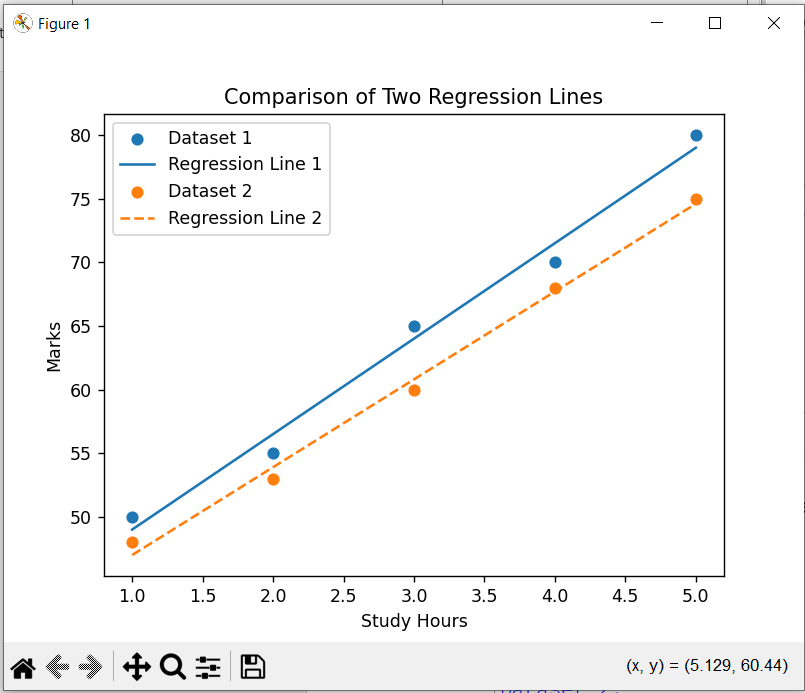 Figure 1
Comparison of Two Regression Lines
Dataset 1
Regression Line 1
Dataset 2
Regression Line 2
80
75
70
65
60
55
50
Marks
1.0 1.5 2.0 2.5 3.0 3.5 4.0 4.5 5.0
Study Hours
(x, y) = (5.129, 60.44)